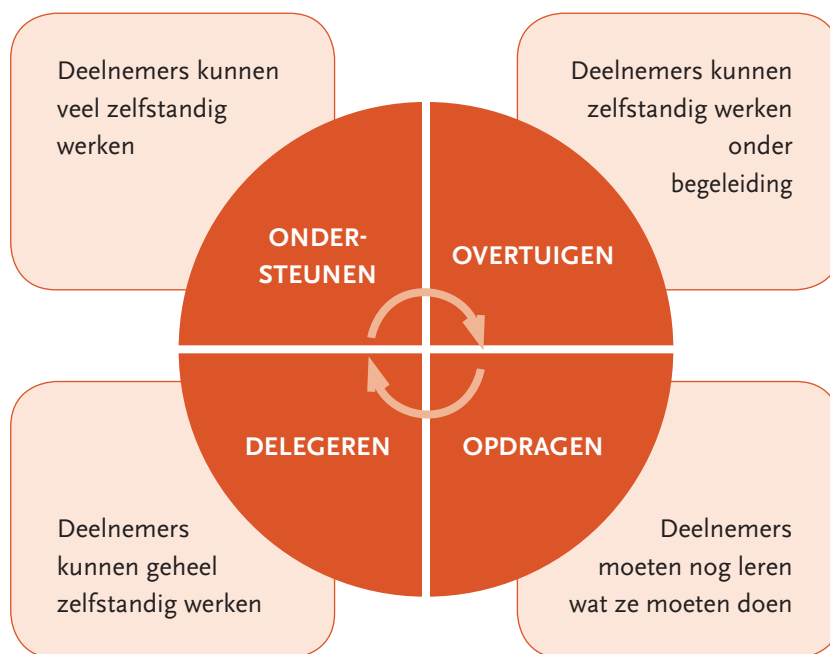 Deelnemers kunnen
veel zelfstandig
werken
Deelnemers kunnen
zelfstandig werken
onder
begeleiding
ONDER-
STEUNEN
OVERTUIGEN
DELEGEREN
OPDRAGEN
Deelnemers
kunnen geheel
zelfstandig werken
Deelnemers
moeten nog leren
wat ze moeten doen